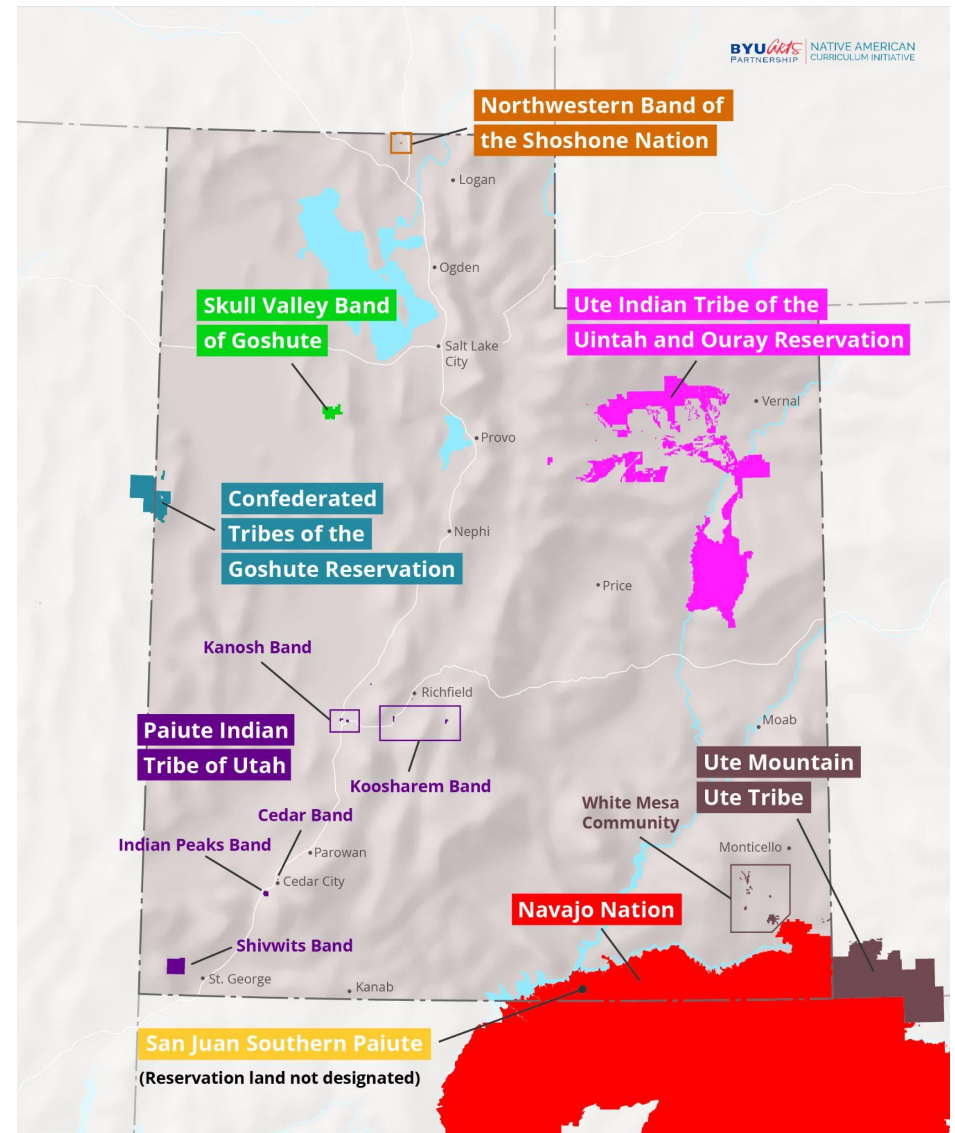 BYU ARTS
PARTNERSHIP
NATIVE AMERICAN
CURRICULUM INITIATIVE
Northwestern Band of
the Shoshone Nation
Logan
Ogden
Skull Valley Band
of Goshute
Ute Indian Tribe of the
Uintah and Ouray Reservation
Salt Lake
City
Vernal
Provo
Confederated
Tribes of the
Goshute Reservation
Nephi
Price
Kanosh Band
Richfield
Paiute Indian
Tribe of Utah
Moab
Koosharem Band
Ute Mountain
Ute Tribe
White Mesa
Community
Cedar Band
Indian Peaks Band
Parowan
Monticello
Cedar City
Navajo Nation
Shivwits Band
St. George
Kanab
San Juan Southern Paiute
(Reservation land not designated)